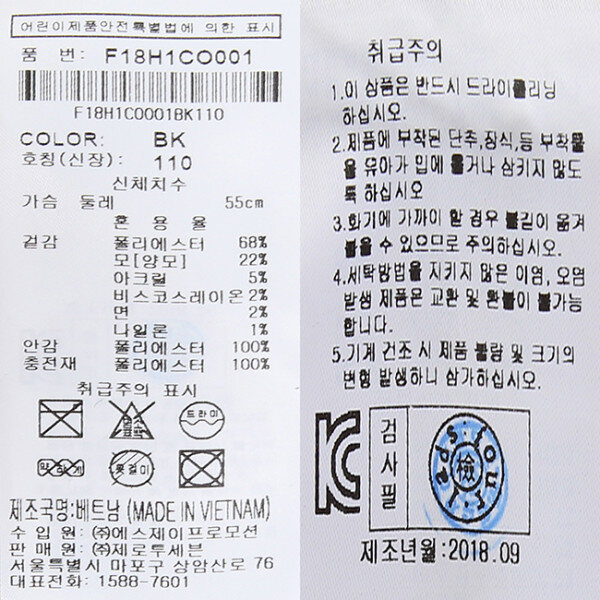 어린이제품안전특별법에 의한 표시
품 번: F18H1CO001
F18H1CO001BK110
COLOR: BK
호칭(신장): 110
신체치수
가슴 둘레 55cm
혼 용 율
겉감 폴리에스터 68%
모[양모] 22%
아크릴 5%
비스코스레이온 2%
면 2%
나일론 1%
안감 폴리에스터 100%
충전재 폴리에스터 100%
취급주의 표시
드라이
약하게
옷걸이
제조국명:베트남 (MADE IN VIETNAM)
수 입 원: (주)에스제이프로모션
판 매 원: (주)제로투세븐
서울특별시 마포구 상암산로 76
대표전화: 1588-7601
취급주의
1.이 상품은 반드시 드라이클리닝
하십시오.
2.제품에 부착된 단추,장식,등 부착물
을 유아가 입에 물거나 삼키지 않도
록 하십시오
3.화기에 가까이 할 경우 불길이 옮겨
붙을 수 있으므로 주의하십시오.
4.세탁방법을 지키지 않은 이염, 오염
발생 제품은 교환 및 환불이 불가능
합니다.
5.기계 건조 시 제품 불량 및 크기의
변형 발생하니 삼가하십시오.
KC
검사필
four.r.ads
檢
제조년월:2018.09